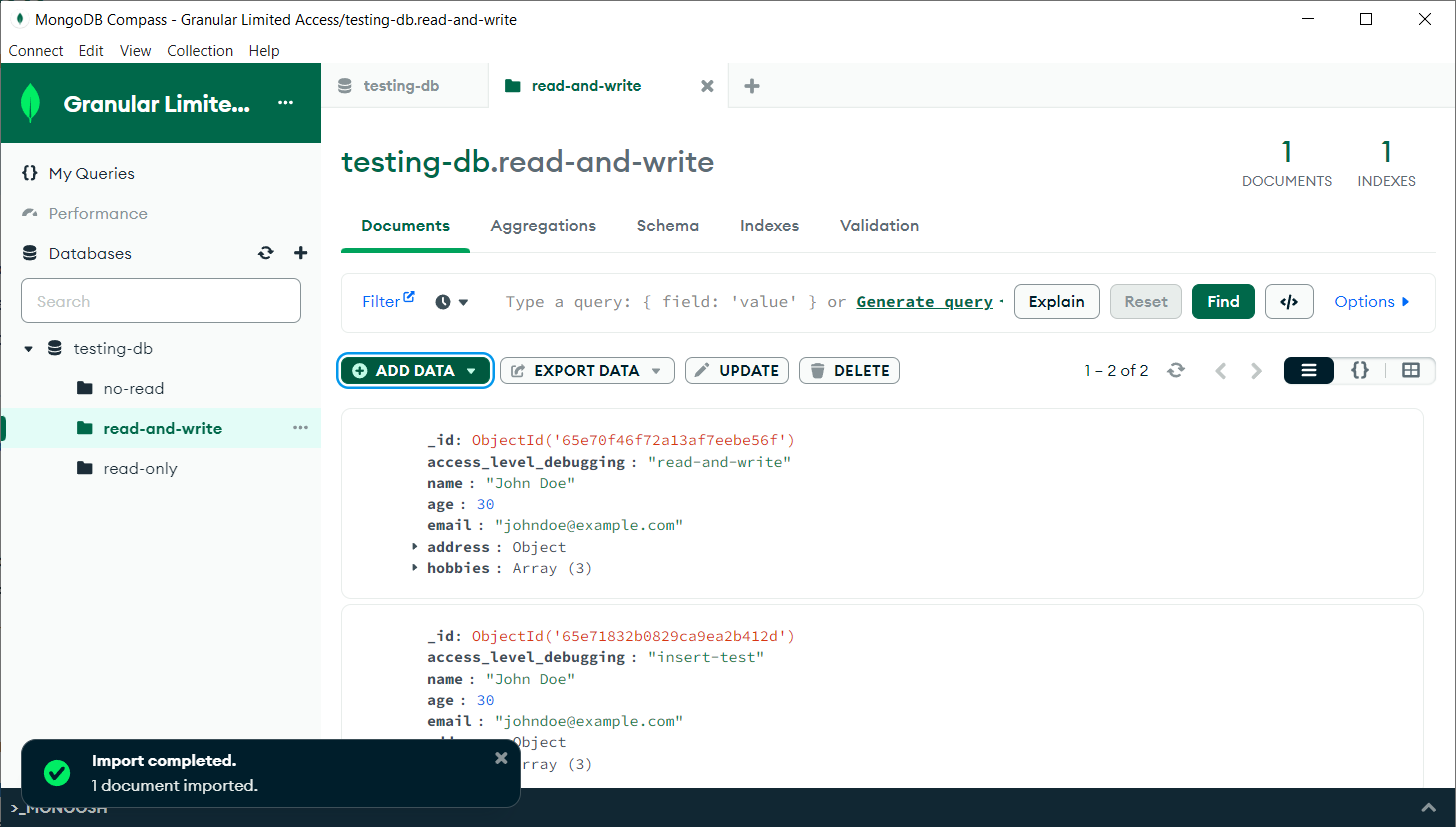 MongoDB Compass - Granular Limited Access/testing-db.read-and-write
Connect Edit View Collection Help
Granular Limite...
testing-db
read-and-write
My Queries
Performance
Databases
Search
testing-db
no-read
read-and-write
read-only
testing-db.read-and-write
1 DOCUMENTS
1 INDEXES
Documents Aggregations Schema Indexes Validation
Filter Type a query: { field: 'value' } or Generate query Explain Reset Find </> Options
ADD DATA EXPORT DATA UPDATE DELETE 1 – 2 of 2 {}
_id: ObjectId('65e70f46f72a13af7eebe56f')
access_level_debugging : "read-and-write"
name : "John Doe"
age : 30
email : "johndoe@example.com"
address : Object
hobbies : Array (3)
_id: ObjectId('65e71832b0829ca9ea2b412d')
access_level_debugging : "insert-test"
name : "John Doe"
age : 30
email : "johndoe@example.com"
Object
rray (3)
Import completed.
1 document imported.
>_MONGOSH